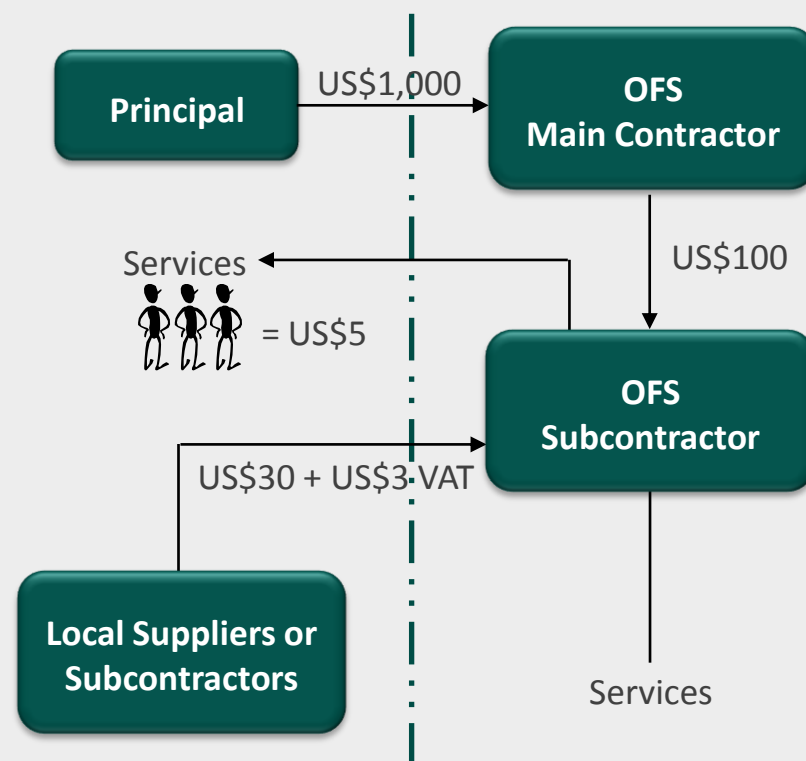 Principal
US$1,000
OFS
Main Contractor
US$100
Services
= US$5
OFS
Subcontractor
US$30 + US$3 VAT
Local Suppliers or
Subcontractors
Services